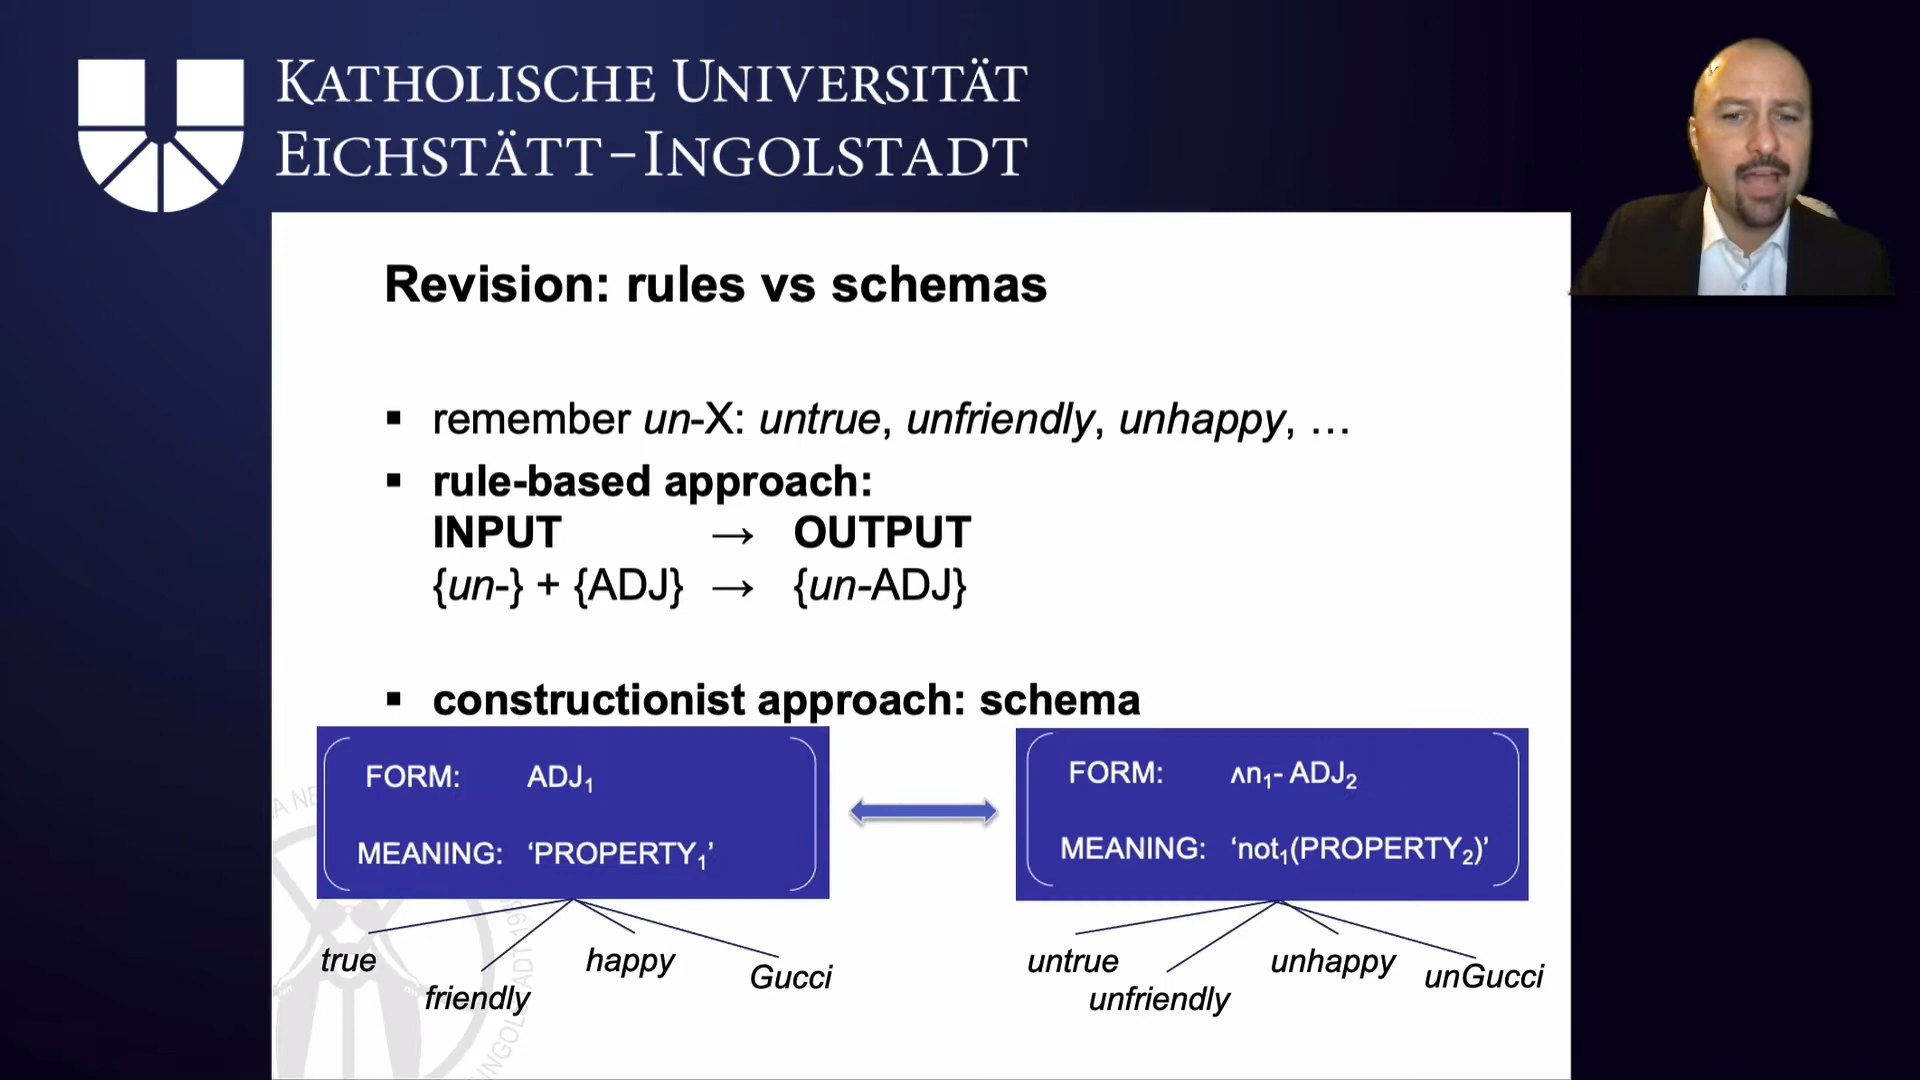 KATHOLISCHE UNIVERSITÄT
EICHSTÄTT-INGOLSTADT
Revision: rules vs schemas
▪ remember un-X: untrue, unfriendly, unhappy, …
▪ rule-based approach:
INPUT → OUTPUT
{un-} + {ADJ} → {un-ADJ}
▪ constructionist approach: schema
FORM: ADJ₁
MEANING: ‘PROPERTY₁’
FORM: ʌn₁- ADJ₂
MEANING: ‘not₁(PROPERTY₂)’
true
friendly
happy
Gucci
untrue
unfriendly
unhappy
unGucci